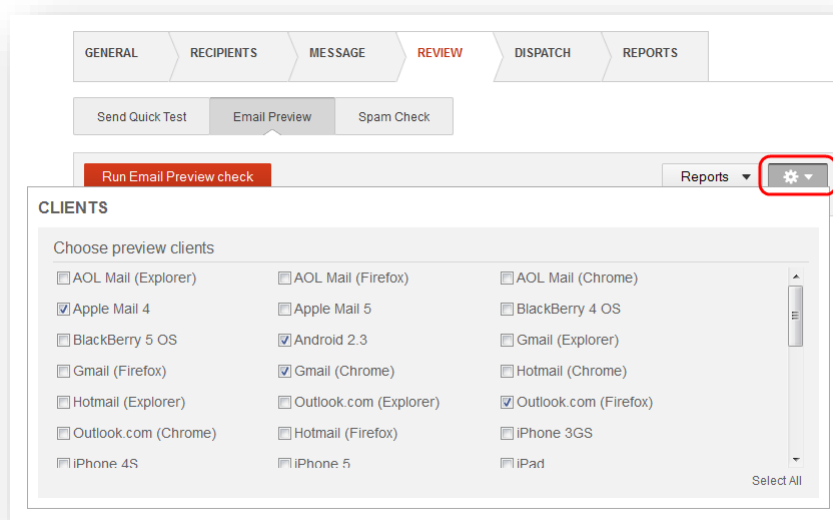 GENERAL RECIPIENTS MESSAGE REVIEW DISPATCH REPORTS
Send Quick Test Email Preview Spam Check
Run Email Preview check Reports
CLIENTS
Choose preview clients
AOL Mail (Explorer) AOL Mail (Firefox) AOL Mail (Chrome)
Apple Mail 4 Apple Mail 5 BlackBerry 4 OS
BlackBerry 5 OS Android 2.3 Gmail (Explorer)
Gmail (Firefox) Gmail (Chrome) Hotmail (Chrome)
Hotmail (Explorer) Outlook.com (Explorer) Outlook.com (Firefox)
Outlook.com (Chrome) Hotmail (Firefox) iPhone 3GS
iPhone 4S iPhone 5 iPad
Select All